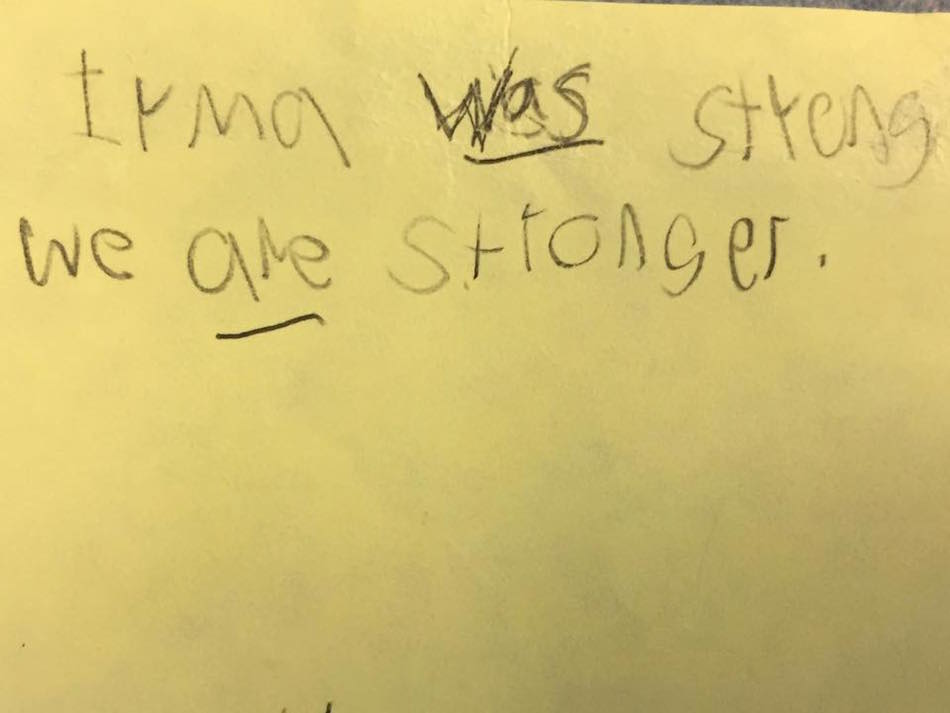 Irma was streng
we are stronger.